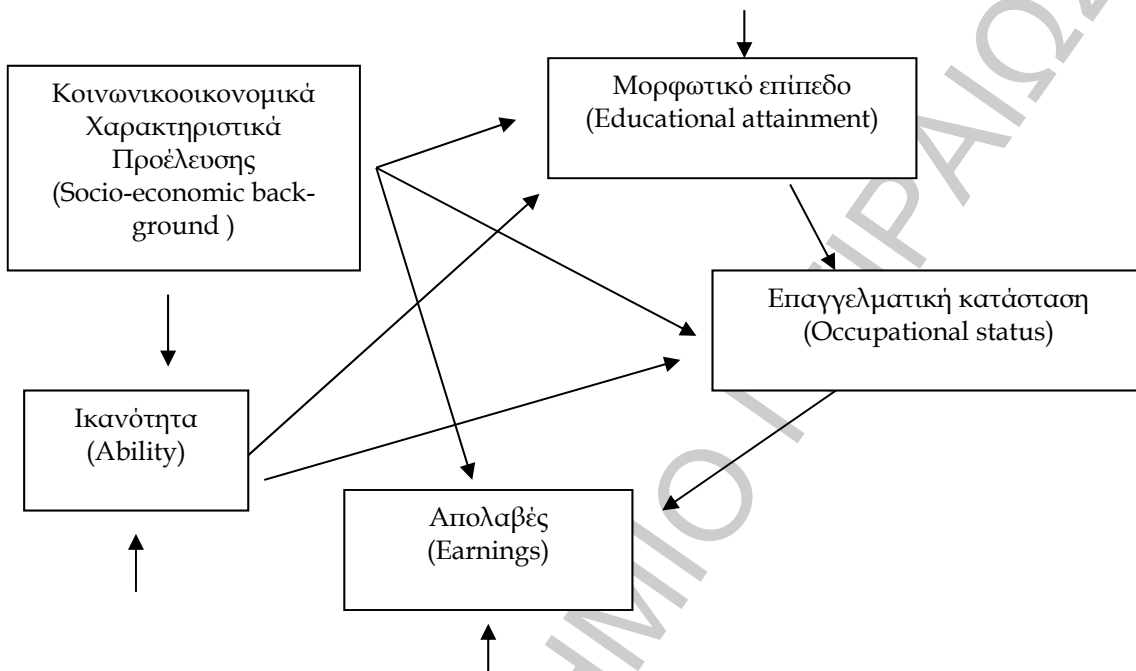 Κοινωνικοοικονομικά
Χαρακτηριστικά
Προέλευσης
(Socio-economic back-
ground )
Μορφωτικό επίπεδο
(Educational attainment)
Επαγγελματική κατάσταση
(Occupational status)
Ικανότητα
(Ability)
Απολαβές
(Earnings)